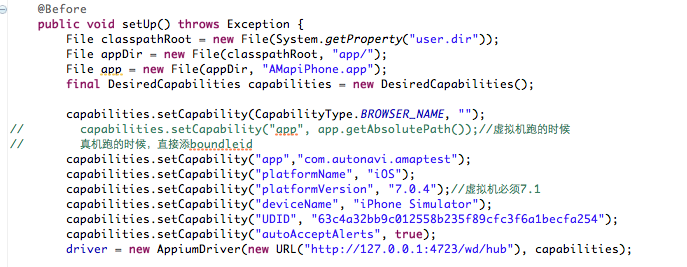 @Before
public void setUp() throws Exception {
File classpathRoot = new File(System.getProperty("user.dir"));
File appDir = new File(classpathRoot, "app/");
File app = new File(appDir, "AMapiPhone.app");
final DesiredCapabilities capabilities = new DesiredCapabilities();
capabilities.setCapability(CapabilityType.BROWSER_NAME, "");
// capabilities.setCapability("app", app.getAbsolutePath());//虚拟机跑的时候
// 真机跑的时候，直接添boundleid
capabilities.setCapability("app","com.autonavi.amaptest");
capabilities.setCapability("platformName", "iOS");
capabilities.setCapability("platformVersion", "7.0.4");//虚拟机必须7.1
capabilities.setCapability("deviceName", "iPhone Simulator");
capabilities.setCapability("UDID", "63c4a32bb9c012558b235f89cfc3f6a1becfa254");
capabilities.setCapability("autoAcceptAlerts", true);
driver = new AppiumDriver(new URL("http://127.0.0.1:4723/wd/hub"), capabilities);